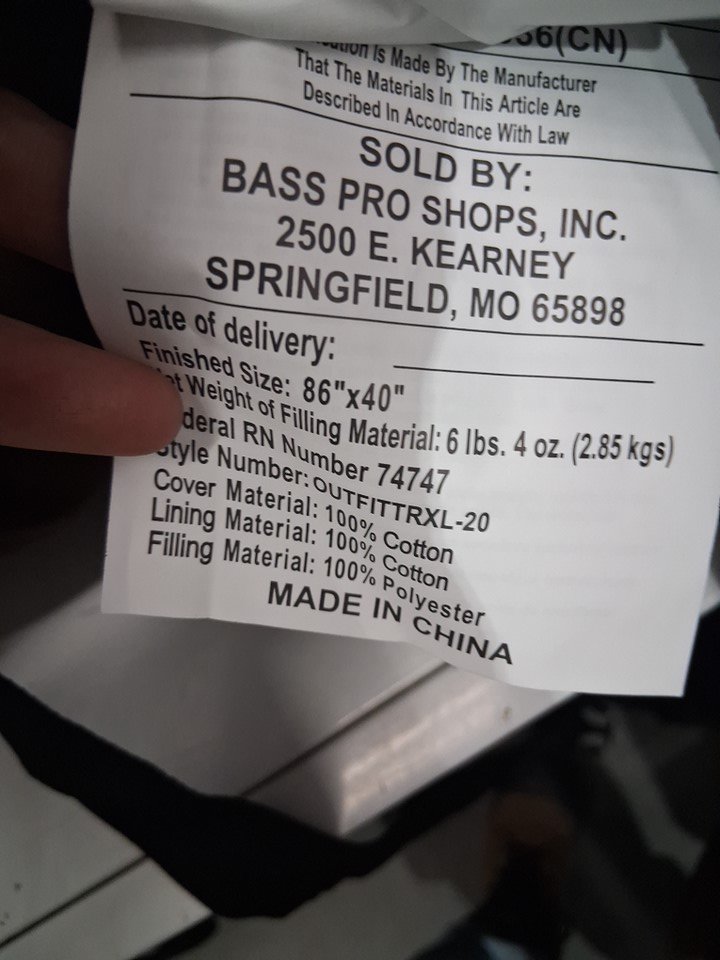 56(CN)
Is Made By The Manufacturer
That The Materials In This Article Are
Described In Accordance With Law
SOLD BY:
BASS PRO SHOPS, INC.
2500 E. KEARNEY
SPRINGFIELD, MO 65898
Date of delivery:
Finished Size: 86"x40"
Weight of Filling Material: 6 lbs. 4 oz. (2.85 kgs)
deral RN Number 74747
Style Number: OUTFITTRXL-20
Cover Material: 100% Cotton
Lining Material: 100% Cotton
Filling Material: 100% Polyester
MADE IN CHINA